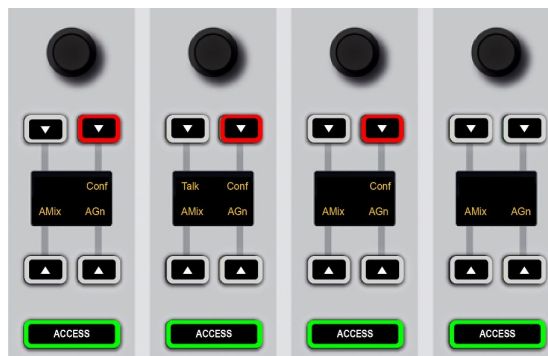 Conf
AMix AGn
Talk Conf
AMix AGn
Conf
AMix AGn
AMix AGn
ACCESS
ACCESS
ACCESS
ACCESS